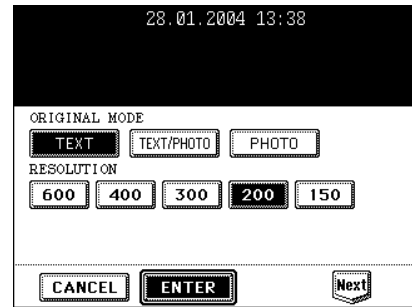 28.01.2004 13:38
ORIGINAL MODE
TEXT TEXT/PHOTO PHOTO
RESOLUTION
600 400 300 200 150
CANCEL ENTER Next